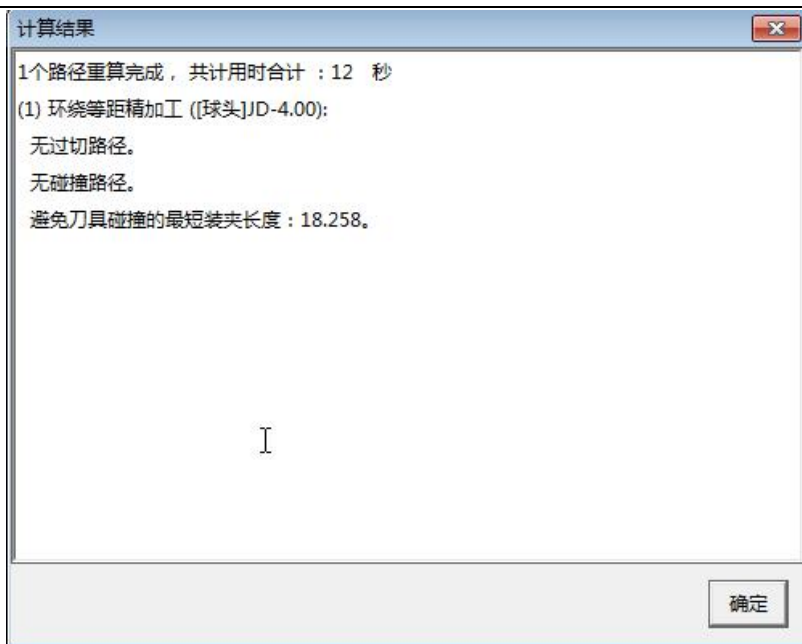 计算结果
1个路径重算完成，共计用时合计 ：12 秒
(1) 环绕等距精加工 ([球头]JD-4.00):
无过切路径。
无碰撞路径。
避免刀具碰撞的最短装夹长度：18.258。
确定